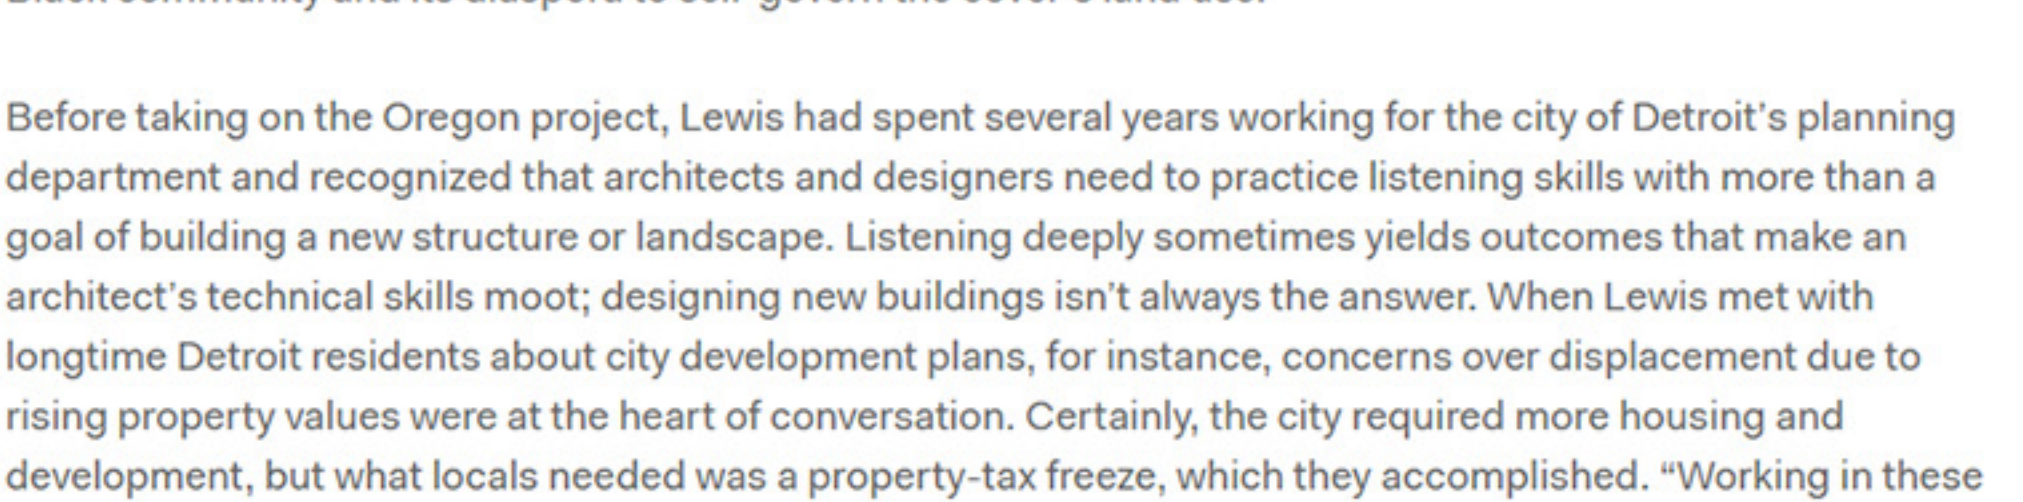 Before taking on the Oregon project, Lewis had spent several years working for the city of Detroit’s planning
department and recognized that architects and designers need to practice listening skills with more than a
goal of building a new structure or landscape. Listening deeply sometimes yields outcomes that make an
architect’s technical skills moot; designing new buildings isn’t always the answer. When Lewis met with
longtime Detroit residents about city development plans, for instance, concerns over displacement due to
rising property values were at the heart of conversation. Certainly, the city required more housing and
development, but what locals needed was a property-tax freeze, which they accomplished. “Working in these